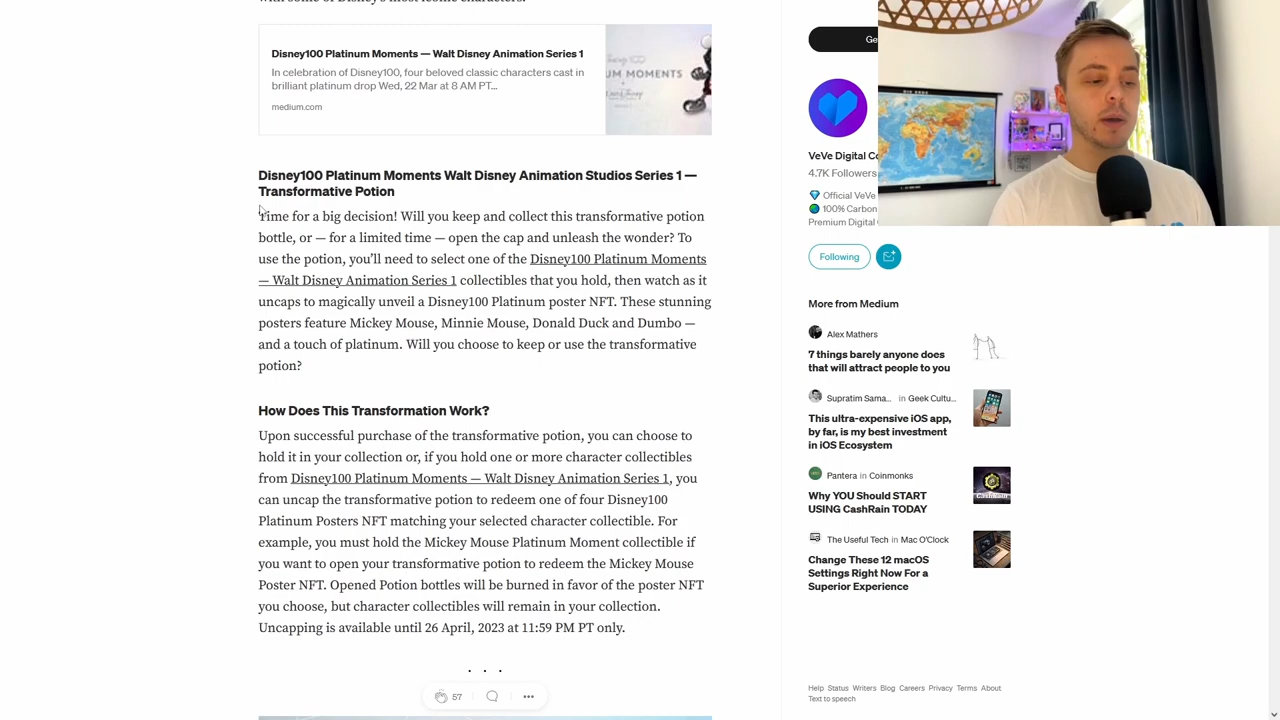 with some of Disney's most iconic characters.
Disney100 Platinum Moments — Walt Disney Animation Series 1
In celebration of Disney100, four beloved classic characters cast in
brilliant platinum drop Wed, 22 Mar at 8 AM PT...
medium.com
UM MOMENTS
Disney100 Platinum Moments Walt Disney Animation Studios Series 1 —
Transformative Potion
Time for a big decision! Will you keep and collect this transformative potion
bottle, or — for a limited time — open the cap and unleash the wonder? To
use the potion, you'll need to select one of the Disney100 Platinum Moments
— Walt Disney Animation Series 1 collectibles that you hold, then watch as it
uncaps to magically unveil a Disney100 Platinum poster NFT. These stunning
posters feature Mickey Mouse, Minnie Mouse, Donald Duck and Dumbo —
and a touch of platinum. Will you choose to keep or use the transformative
potion?
How Does This Transformation Work?
Upon successful purchase of the transformative potion, you can choose to
hold it in your collection or, if you hold one or more character collectibles
from Disney100 Platinum Moments — Walt Disney Animation Series 1, you
can uncap the transformative potion to redeem one of four Disney100
Platinum Posters NFT matching your selected character collectible. For
example, you must hold the Mickey Mouse Platinum Moment collectible if
you want to open your transformative potion to redeem the Mickey Mouse
Poster NFT. Opened Potion bottles will be burned in favor of the poster NFT
you choose, but character collectibles will remain in your collection.
Uncapping is available until 26 April, 2023 at 11:59 PM PT only.
. . .
57
Ge
VeVe Digital Co
4.7K Followers
Official VeVe
100% Carbon
Premium Digital
Following
More from Medium
Alex Mathers
7 things barely anyone does
that will attract people to you
Supratim Sama... in Geek Cultu...
This ultra-expensive iOS app,
by far, is my best investment
in iOS Ecosystem
Pantera in Coinmonks
Why YOU Should START
USING CashRain TODAY
CashRain
The Useful Tech in Mac O'Clock
Change These 12 macOS
Settings Right Now For a
Superior Experience
Help Status Writers Blog Careers Privacy Terms About
Text to speech